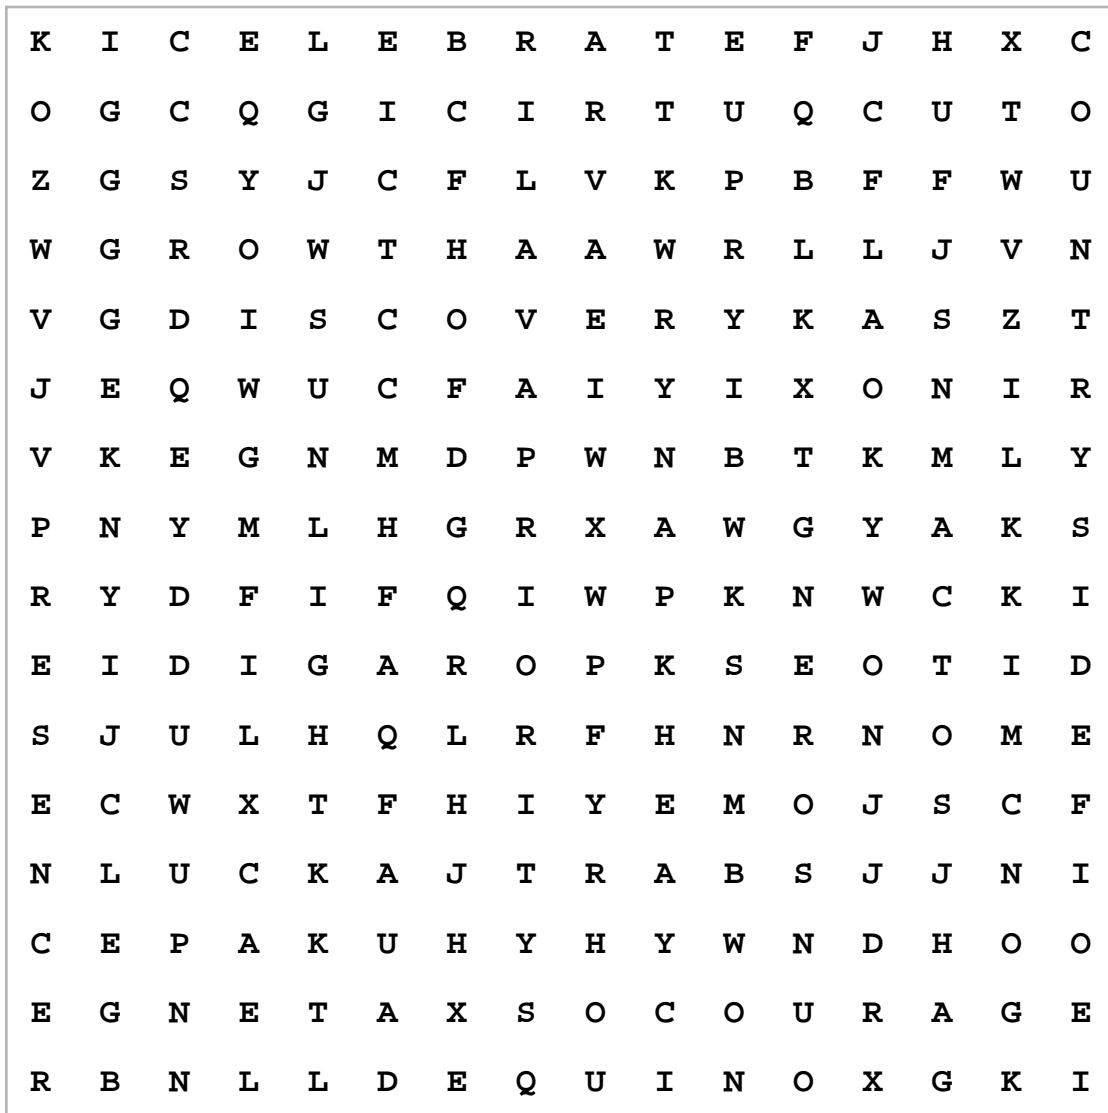 K I C E L E B R A T E F J H X C
O G C Q G I C I R T U Q C U T O
Z G S Y J C F L V K P B F F W U
W G R O W T H A A W R L L J V N
V G D I S C O V E R Y K A S Z T
J E Q W U C F A I Y I X O N I R
V K E G N M D P W N B T K M L Y
P N Y M L H G R X A W G Y A K S
R Y D F I F Q I W P K N W C K I
E I D I G A R O P K S E O T I D
S J U L H Q L R F H N R N O M E
E C W X T F H I Y E M O J S C F
N L U C K A J T R A B S J J N I
C E P A K U H Y H Y W N D H O O
E G N E T A X S O C O U R A G E
R B N L L D E Q U I N O X G K I